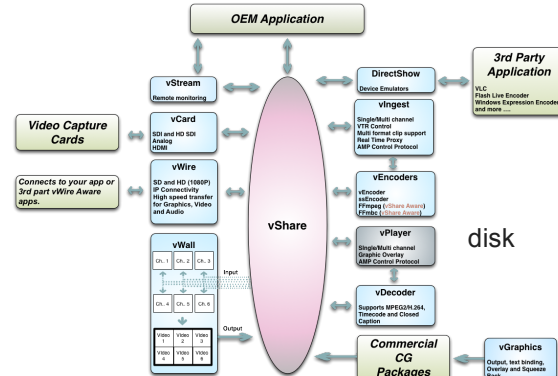 OEM Application
vStream
Remote monitoring
DirectShow
Device Emulators
3rd Party
Application
VLC
Flash Live Encoder
Windows Expression Encoder
and more ....
Video Capture
Cards
vCard
SDI and HD SDI
Analog
HDMI
vIngest
Single/Multi channel
VTR Control
Multi format clip support
Real Time Proxy
AMP Control Protocol
Connects to your app or
3rd part vWire Aware
apps.
vWire
SD and HD (1080P)
IP Connectivity
High speed transfer
for Graphics, Video
and Audio
vShare
vEncoders
vEncoder
ssEncoder
FFmpeg (vShare Aware)
FFmbc (vShare Aware)
disk
vPlayer
Single/Multi channel
Graphic Overlay
AMP Control Protocol
vWall
Ch. 1 Ch. 2 Ch. 3
Input
Ch. 4 Ch. 5 Ch. 6
Output
Video 1 Video 2 Video 3
Video 4 Video 5 Video 6
vDecoder
Supports MPEG2/H.264,
Timecode and Closed
Caption
Commercial
CG
Packages
vGraphics
Output, text binding,
Overlay and Squeeze
Back